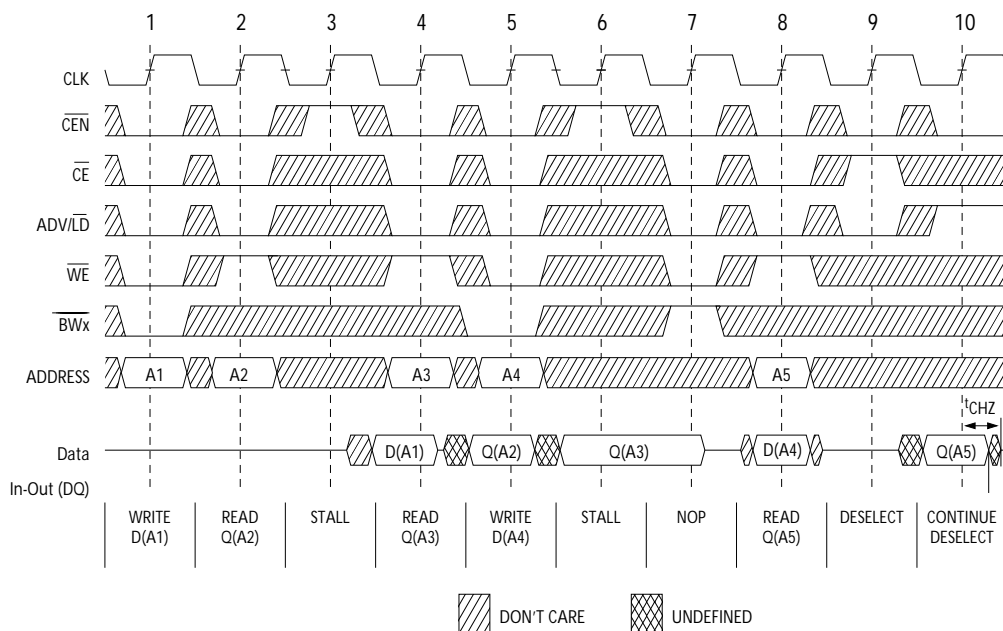 1 2 3 4 5 6 7 8 9 10
CLK
CEN
CE
ADV/LD
WE
BWx
ADDRESS A1 A2 A3 A4 A5
tCHZ
Data D(A1) Q(A2) Q(A3) D(A4) Q(A5)
In-Out (DQ)
WRITE READ STALL READ WRITE STALL NOP READ DESELECT CONTINUE
D(A1) Q(A2) Q(A3) D(A4) Q(A5) DESELECT
DON'T CARE UNDEFINED